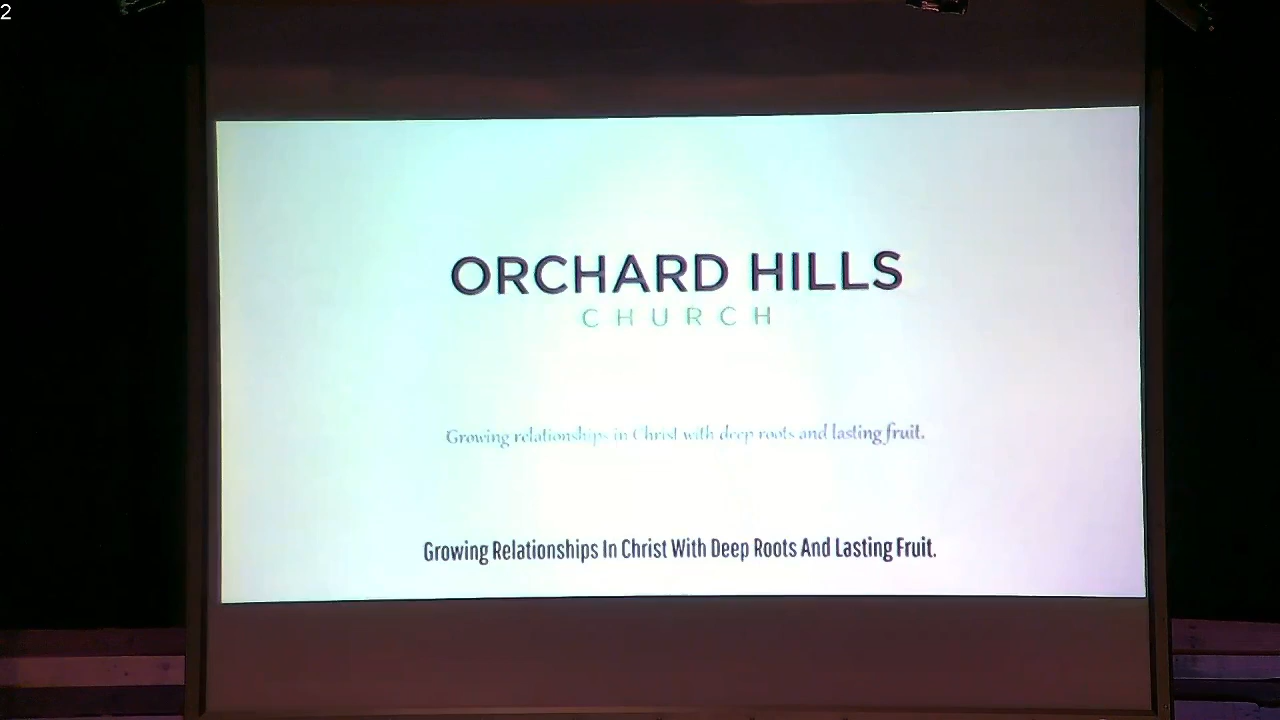 2
ORCHARD HILLS
CHURCH
Growing relationships in Christ with deep roots and lasting fruit.
Growing Relationships In Christ With Deep Roots And Lasting Fruit.